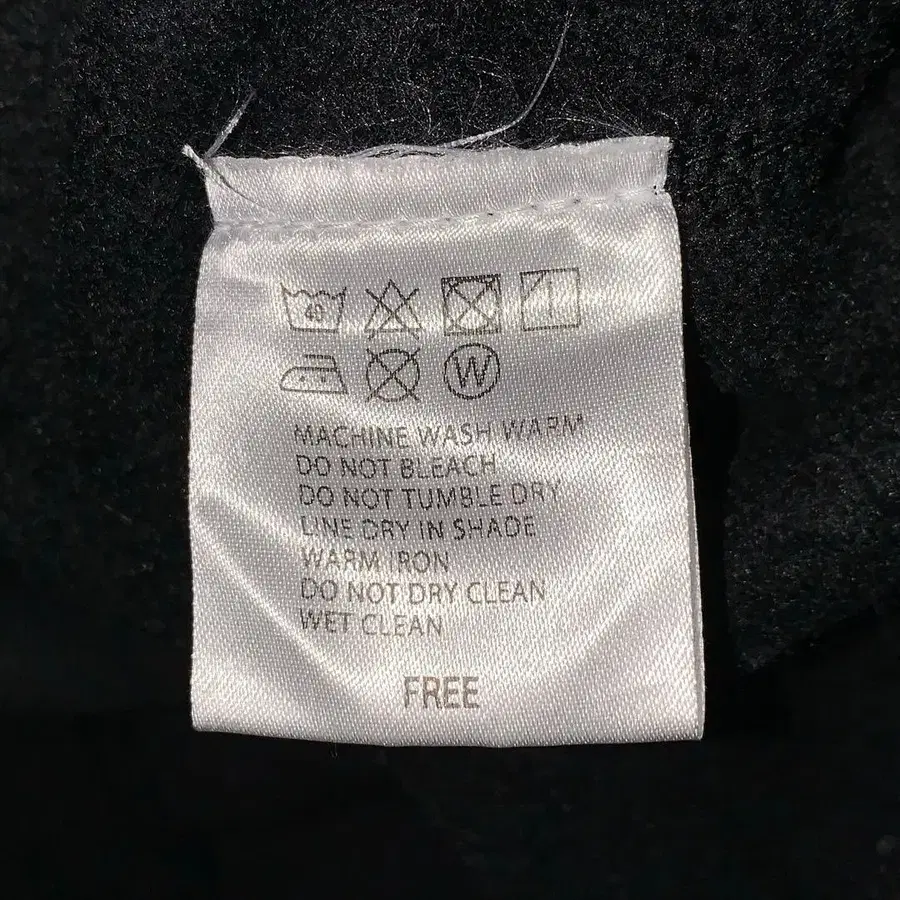 40
W
MACHINE WASH WARM
DO NOT BLEACH
DO NOT TUMBLE DRY
LINE DRY IN SHADE
WARM IRON
DO NOT DRY CLEAN
WET CLEAN
FREE